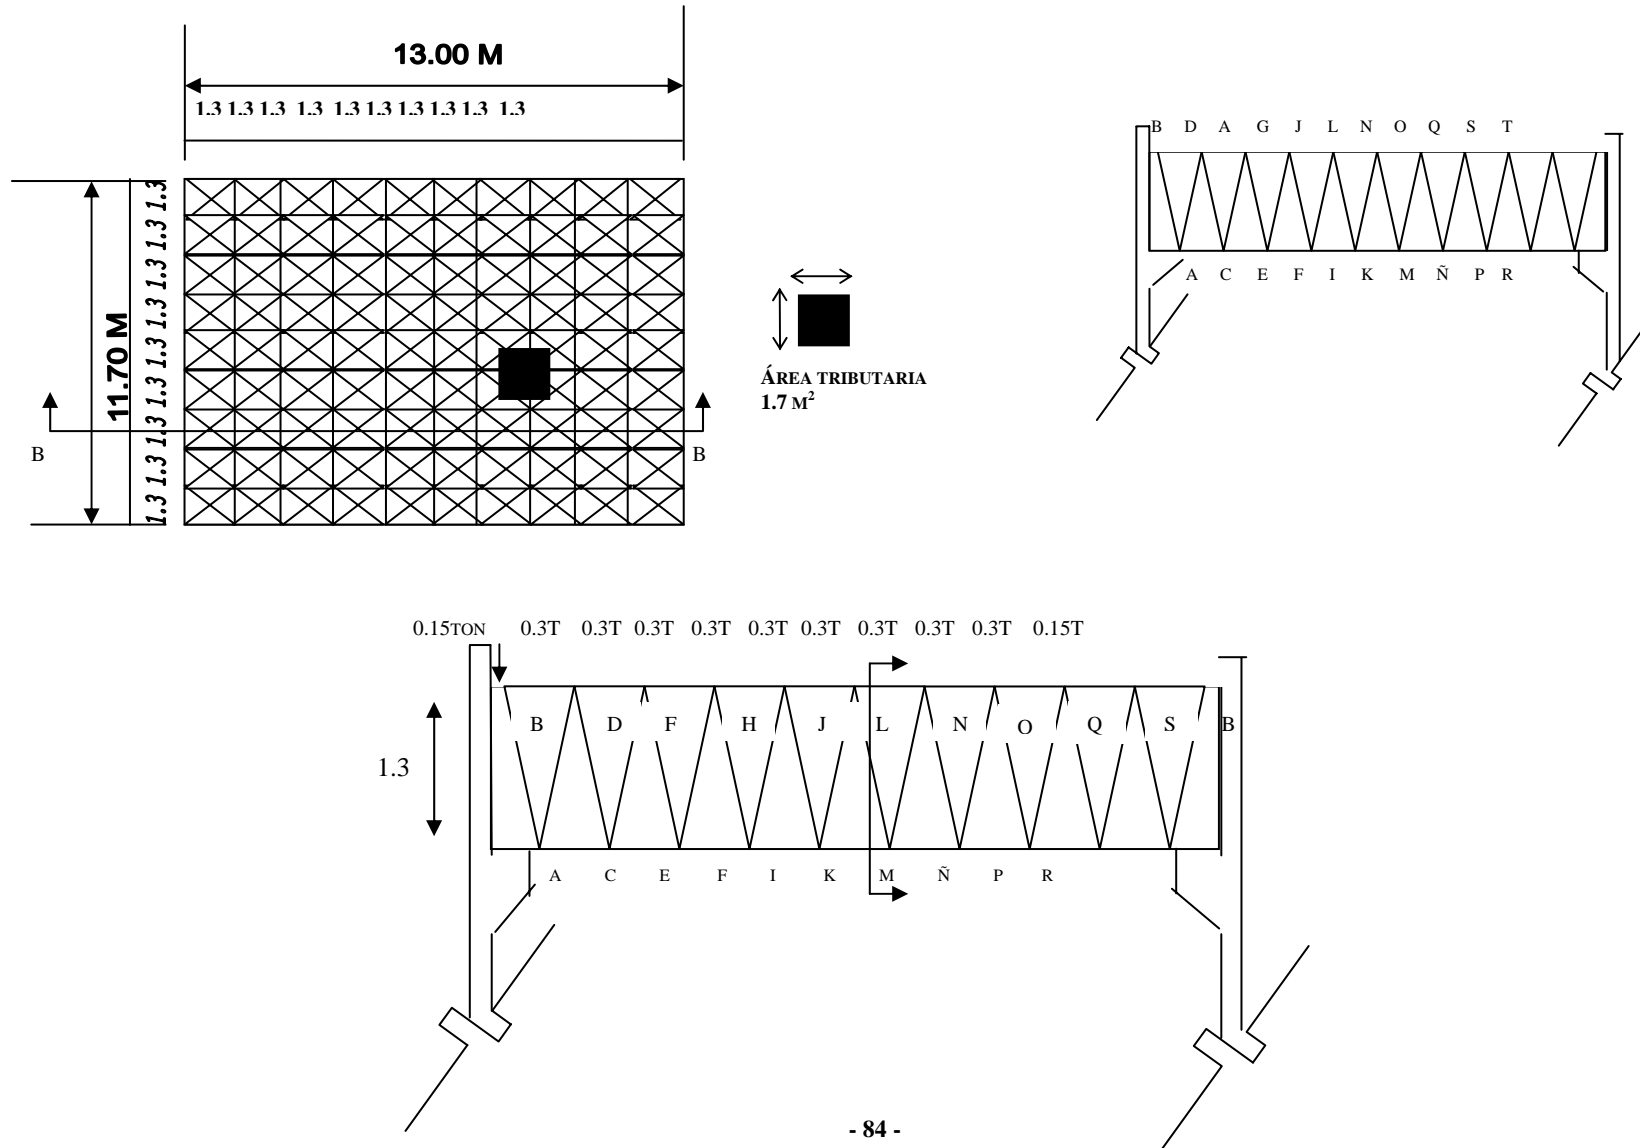 13.00 M
1.3 1.3 1.3 1.3 1.3 1.3 1.3 1.3 1.3 1.3
11.70 M
1.3 1.3 1.3 1.3 1.3 1.3 1.3 1.3 1.3
B
B
ÁREA TRIBUTARIA
1.7 M²
B D A G J L N O Q S T
A C E F I K M Ñ P R
0.15TON 0.3T 0.3T 0.3T 0.3T 0.3T 0.3T 0.3T 0.3T 0.3T 0.15T
B D F H J L N O Q S B
1.3
A C E F I K M Ñ P R
- 84 -